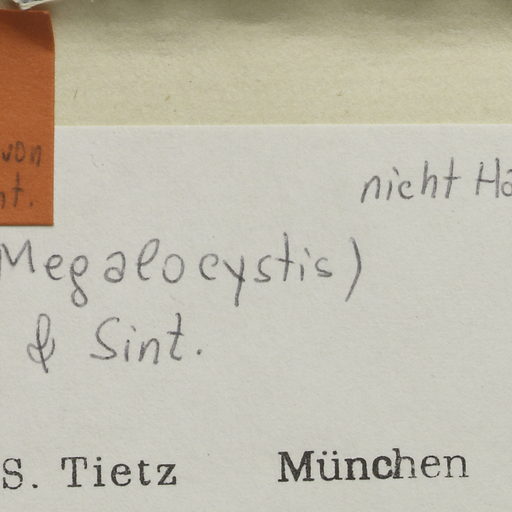 von
nt.
nicht Hä
Megalocystis)
& Sint.
S. Tietz München